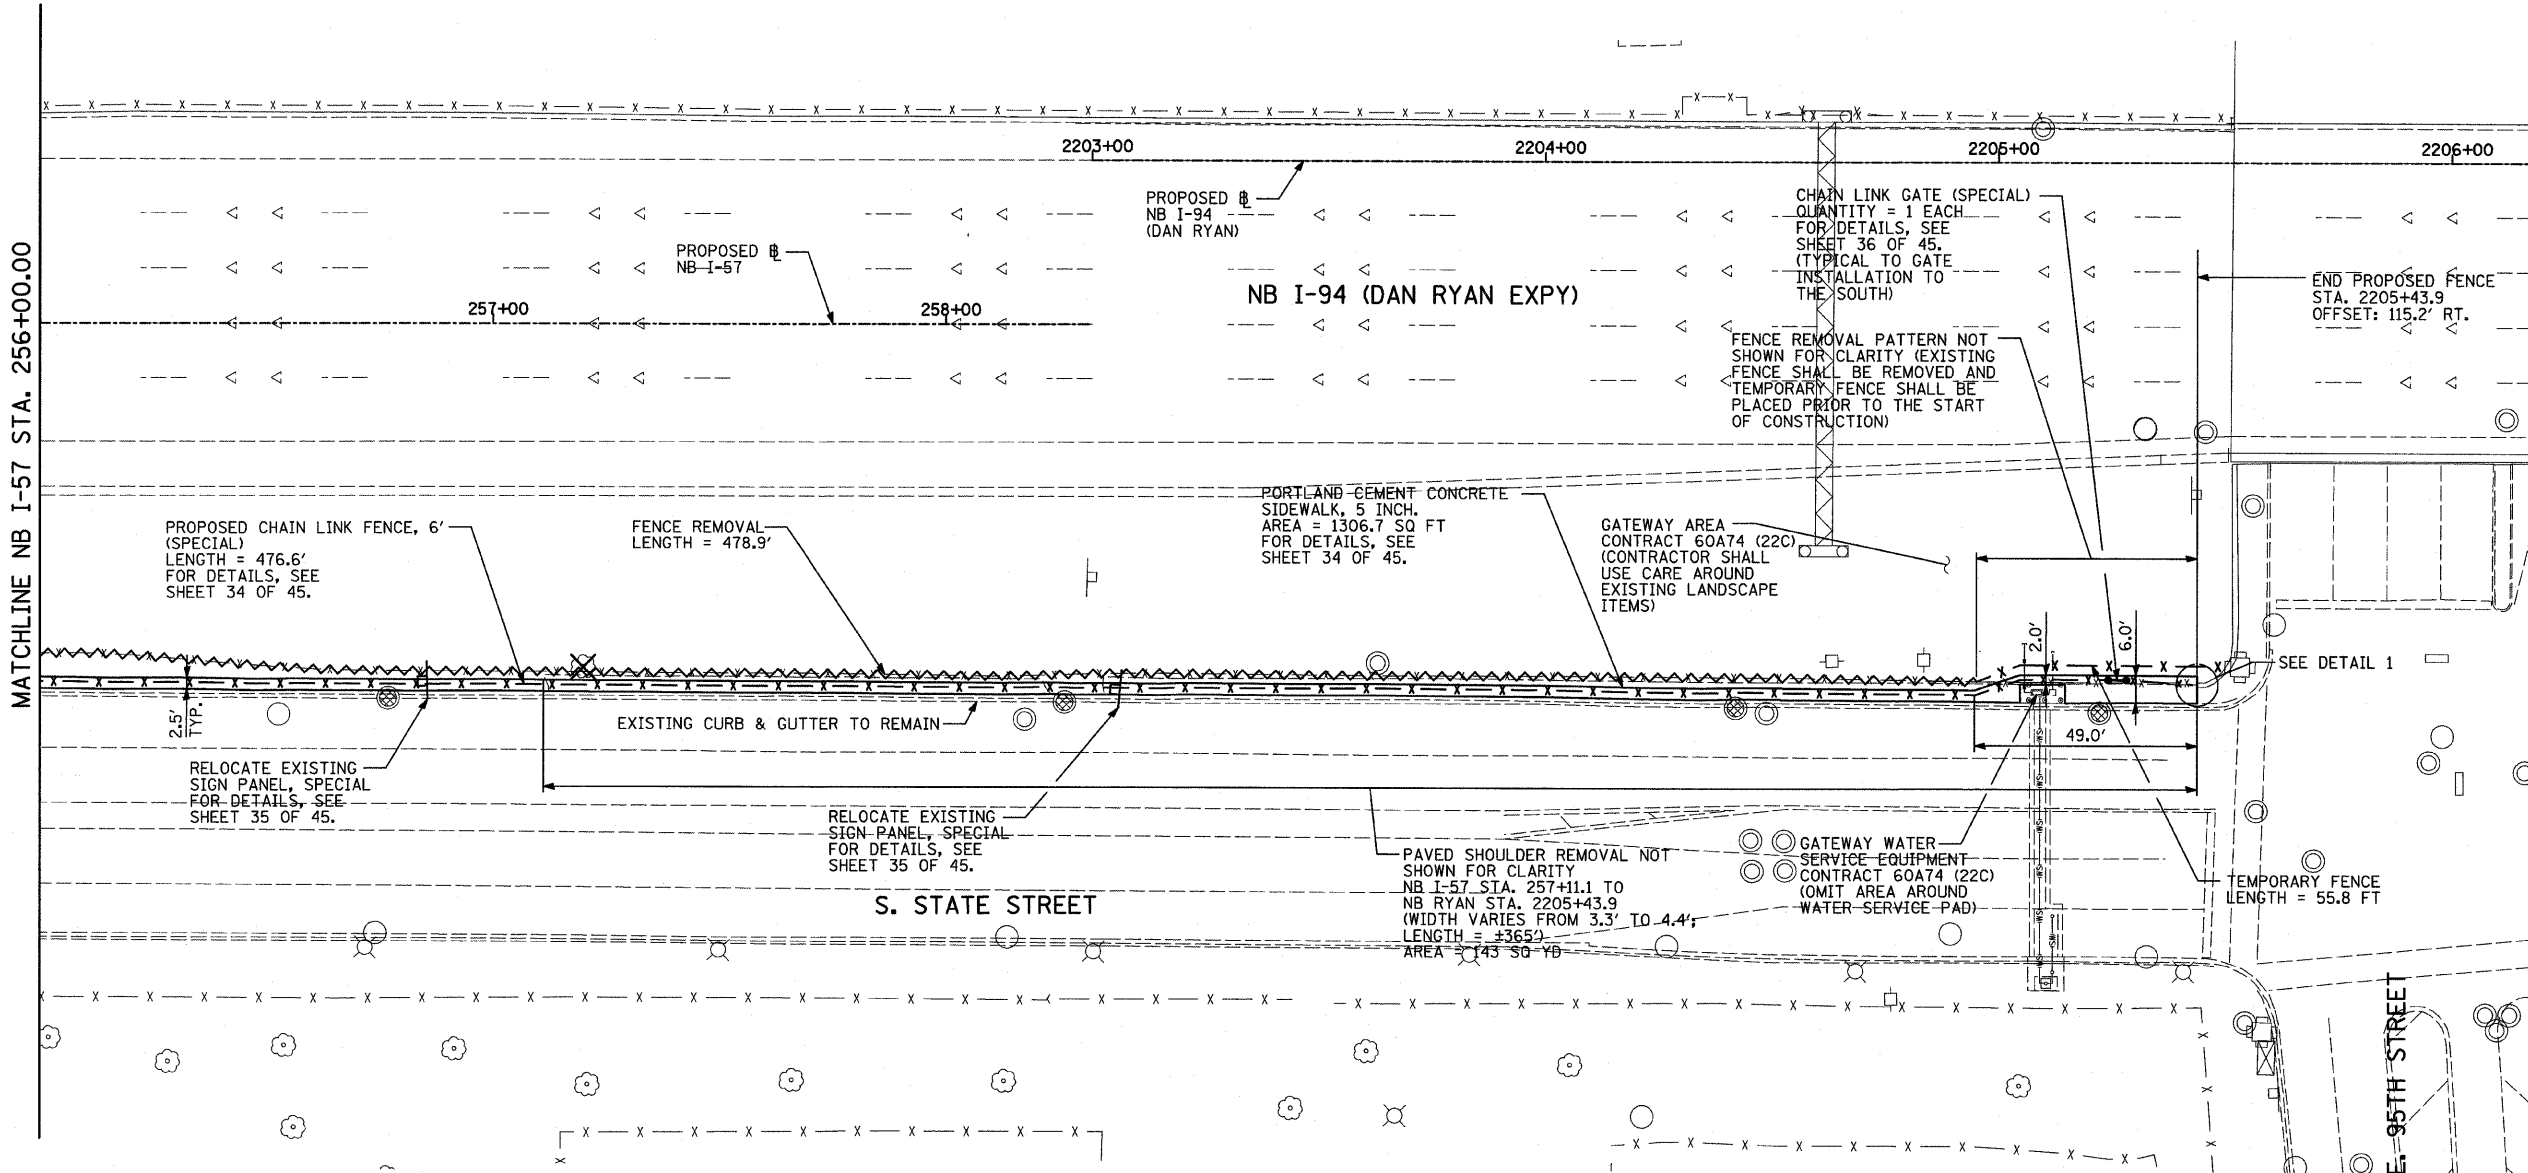 MATCHLINE NB I-57 STA. 256+00.00
2203+00
2204+00
2205+00
2206+00
PROPOSED ℄
NB I-94
(DAN RYAN)
PROPOSED ℄
NB I-57
257+00
258+00
NB I-94 (DAN RYAN EXPY)
CHAIN LINK GATE (SPECIAL)
QUANTITY = 1 EACH
FOR DETAILS, SEE
SHEET 36 OF 45.
(TYPICAL TO GATE
INSTALLATION TO
THE SOUTH)
END PROPOSED FENCE
STA. 2205+43.9
OFFSET: 115.2' RT.
FENCE REMOVAL PATTERN NOT
SHOWN FOR CLARITY (EXISTING
FENCE SHALL BE REMOVED AND
TEMPORARY FENCE SHALL BE
PLACED PRIOR TO THE START
OF CONSTRUCTION)
PROPOSED CHAIN LINK FENCE, 6'
(SPECIAL)
LENGTH = 476.6'
FOR DETAILS, SEE
SHEET 34 OF 45.
FENCE REMOVAL
LENGTH = 478.9'
PORTLAND CEMENT CONCRETE
SIDEWALK, 5 INCH.
AREA = 1306.7 SQ FT
FOR DETAILS, SEE
SHEET 34 OF 45.
GATEWAY AREA
CONTRACT 60A74 (22C)
(CONTRACTOR SHALL
USE CARE AROUND
EXISTING LANDSCAPE
ITEMS)
2.0'
6.0'
SEE DETAIL 1
2.5'
TYP.
EXISTING CURB & GUTTER TO REMAIN
49.0'
RELOCATE EXISTING
SIGN PANEL, SPECIAL
FOR DETAILS, SEE
SHEET 35 OF 45.
RELOCATE EXISTING
SIGN PANEL, SPECIAL
FOR DETAILS, SEE
SHEET 35 OF 45.
PAVED SHOULDER REMOVAL NOT
SHOWN FOR CLARITY
NB I-57 STA. 257+11.1 TO
NB RYAN STA. 2205+43.9
(WIDTH VARIES FROM 3.3' TO 4.4';
LENGTH = ±365')
AREA = 143 SQ YD
GATEWAY WATER
SERVICE EQUIPMENT
CONTRACT 60A74 (22C)
(OMIT AREA AROUND
WATER SERVICE PAD)
TEMPORARY FENCE
LENGTH = 55.8 FT
S. STATE STREET
E. 95TH STREET